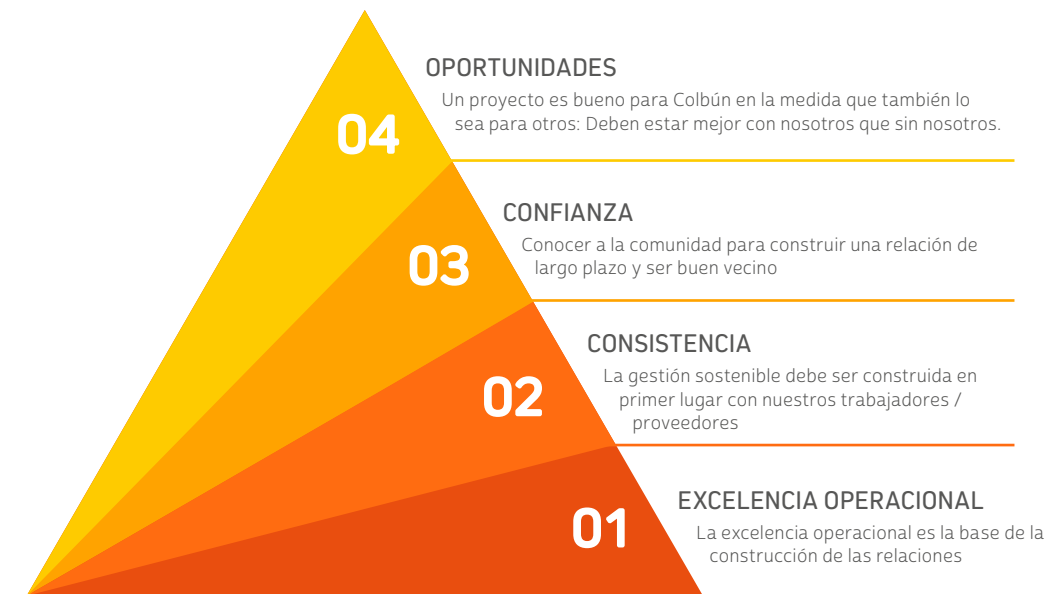 OPORTUNIDADES
Un proyecto es bueno para Colbún en la medida que también lo
sea para otros: Deben estar mejor con nosotros que sin nosotros.
04
CONFIANZA
Conocer a la comunidad para construir una relación de
largo plazo y ser buen vecino
03
CONSISTENCIA
La gestión sostenible debe ser construida en
primer lugar con nuestros trabajadores /
proveedores
02
EXCELENCIA OPERACIONAL
La excelencia operacional es la base de la
construcción de las relaciones
01